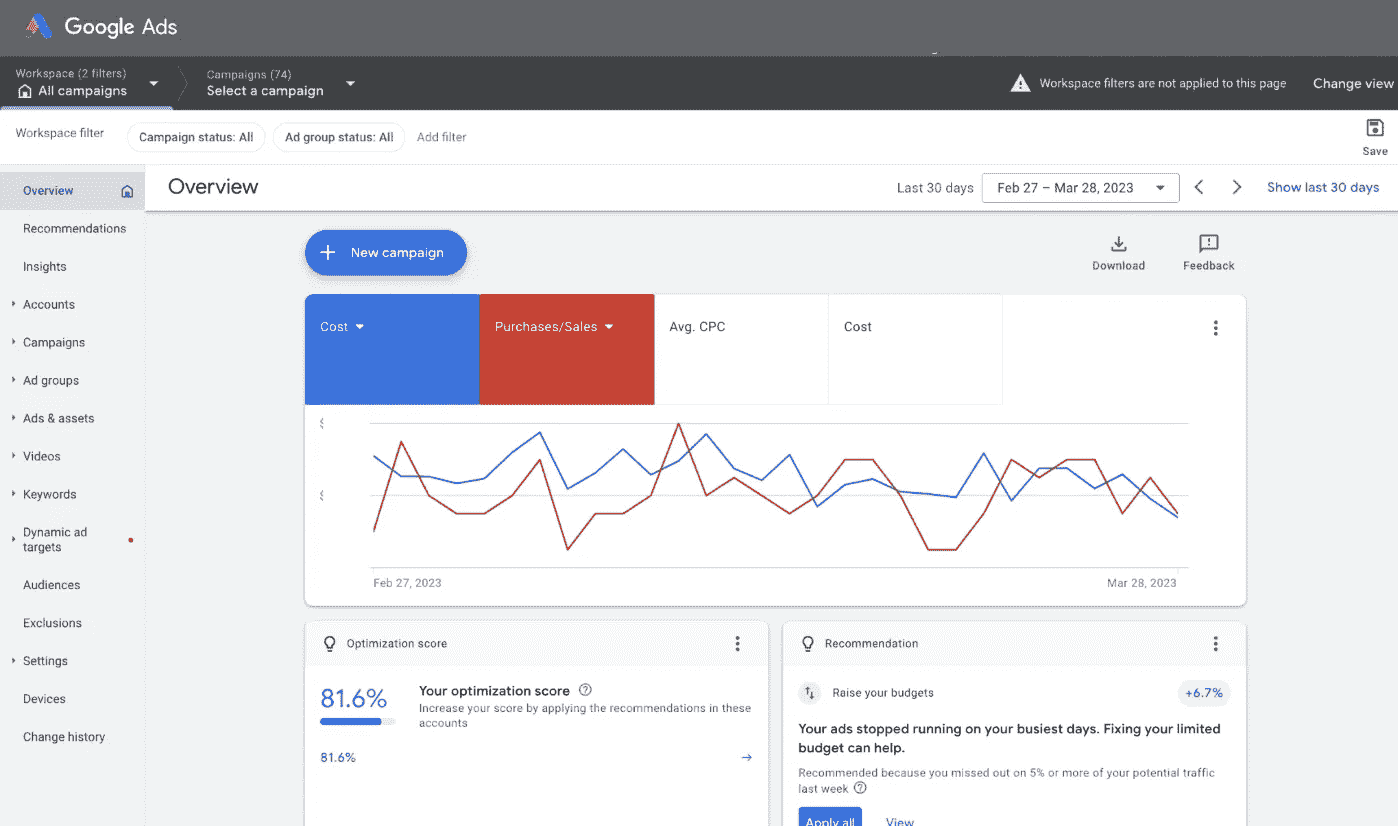 Google Ads
Workspace (2 filters)
All campaigns
Campaigns (74)
Select a campaign
Workspace filters are not applied to this page
Change view
Workspace filter
Campaign status: All
Ad group status: All
Add filter
Save
Overview
Recommendations
Insights
Accounts
Campaigns
Ad groups
Ads & assets
Videos
Keywords
Dynamic ad
targets
Audiences
Exclusions
Settings
Devices
Change history
Overview
Last 30 days
Feb 27 – Mar 28, 2023
Show last 30 days
New campaign
Download
Feedback
Cost
Purchases/Sales
Avg. CPC
Cost
$
$
Feb 27, 2023
Mar 28, 2023
Optimization score
81.6%
Your optimization score
Increase your score by applying the recommendations in these
accounts
81.6%
Recommendation
Raise your budgets
+6.7%
Your ads stopped running on your busiest days. Fixing your limited
budget can help.
Recommended because you missed out on 5% or more of your potential traffic
last week
Apply all
View